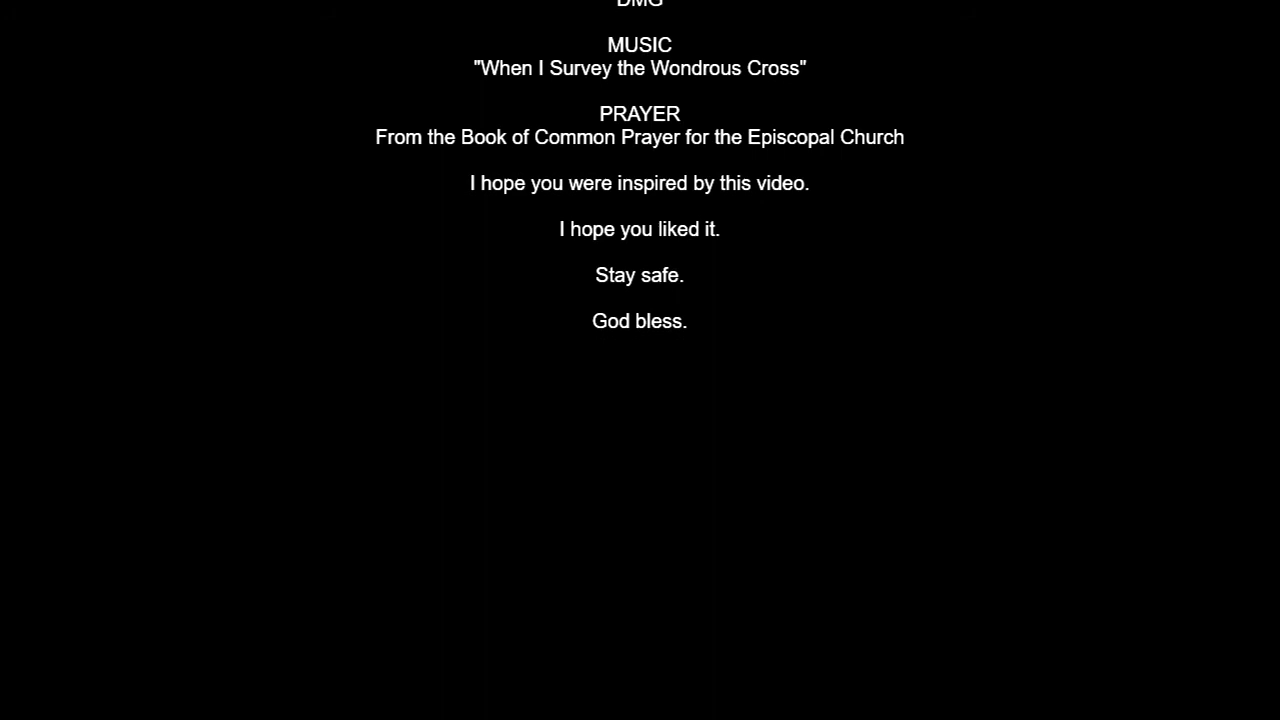 DMG
MUSIC
"When I Survey the Wondrous Cross"
PRAYER
From the Book of Common Prayer for the Episcopal Church
I hope you were inspired by this video.
I hope you liked it.
Stay safe.
God bless.